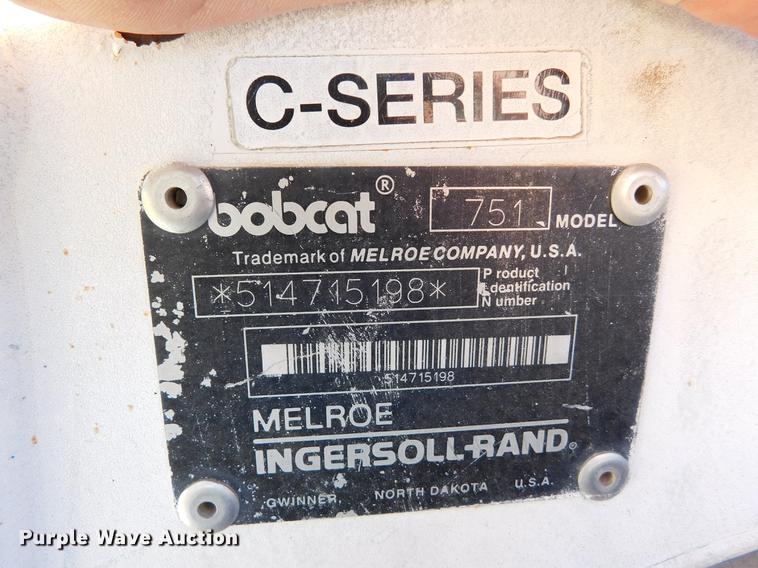 C-SERIES
bobcat ® 751 MODEL
Trademark of MELROE COMPANY, U.S.A.
*514715198* Product
Identification
Number
514715198
MELROE
INGERSOLL-RAND®
GWINNER, NORTH DAKOTA U.S.A.
Purple Wave Auction